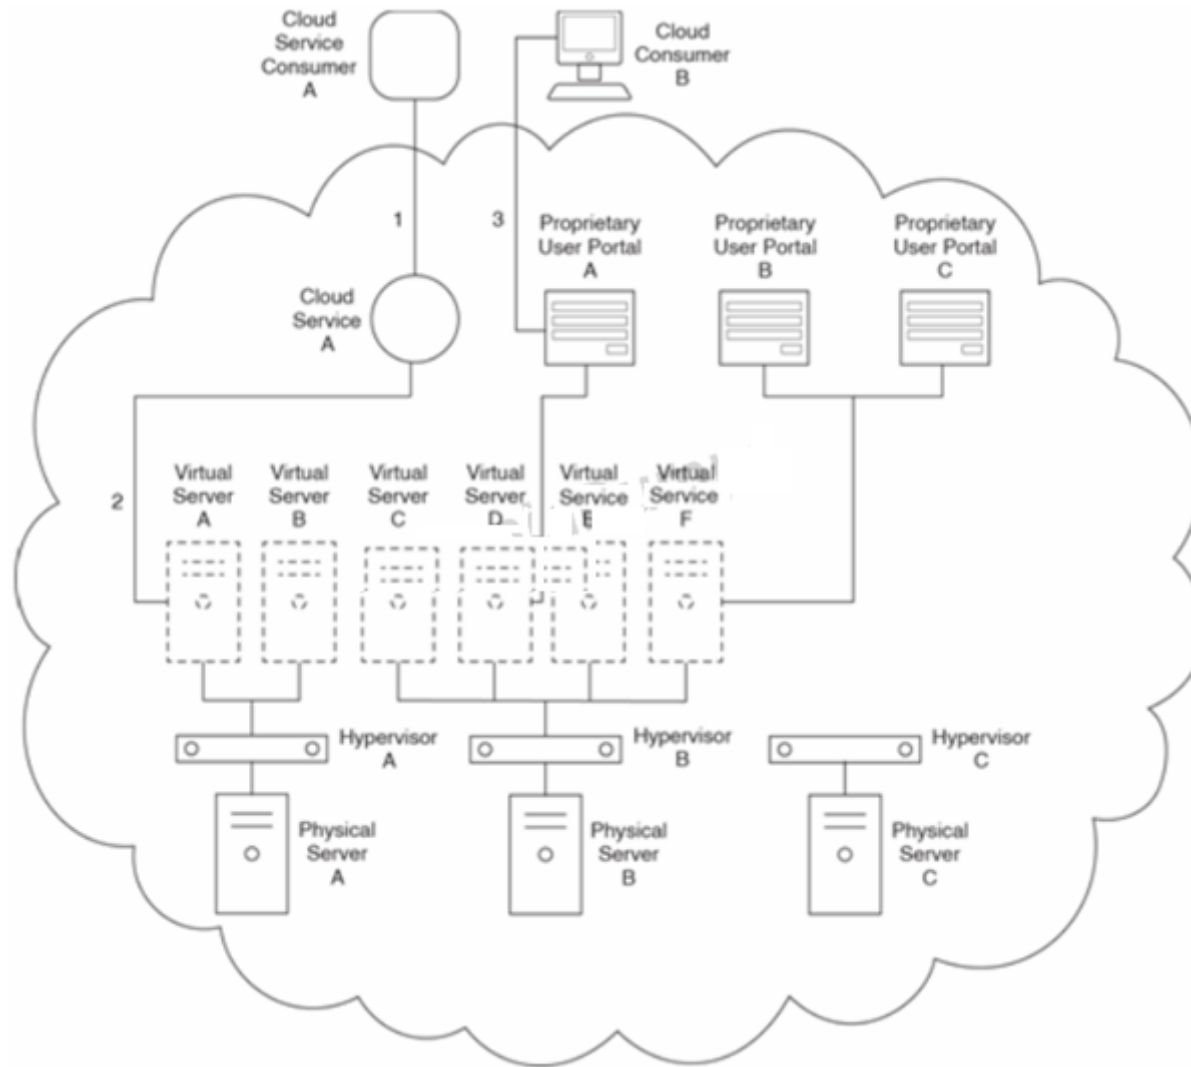 Cloud
Service
Consumer
A
Cloud
Consumer
B
1
3
Proprietary
User Portal
A
Proprietary
User Portal
B
Proprietary
User Portal
C
Cloud
Service
A
2
Virtual
Server
A
Virtual
Server
B
Virtual
Server
C
Virtual
Server
D
Virtual
Service
E
Virtual
Service
F
Hypervisor
A
Hypervisor
B
Hypervisor
C
Physical
Server
A
Physical
Server
B
Physical
Server
C